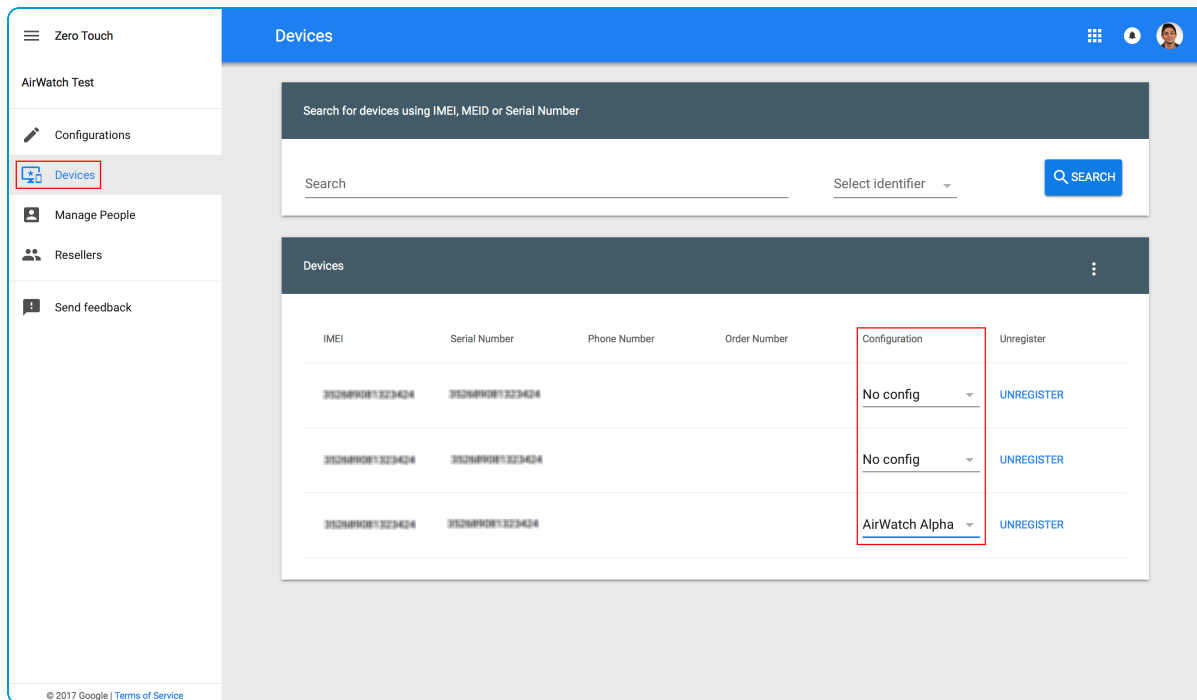 Zero Touch
Devices
AirWatch Test
Configurations
Devices
Manage People
Resellers
Send feedback
Search for devices using IMEI, MEID or Serial Number
Search
Select identifier
SEARCH
Devices
IMEI Serial Number Phone Number Order Number Configuration Unregister
No config UNREGISTER
No config UNREGISTER
AirWatch Alpha UNREGISTER
© 2017 Google | Terms of Service